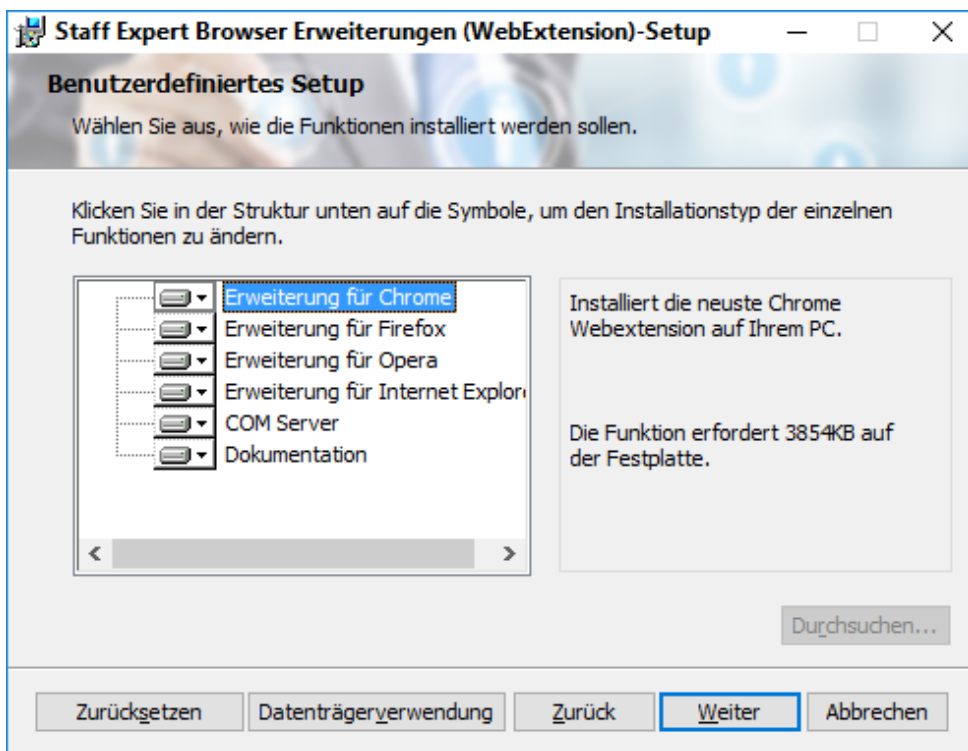 Staff Expert Browser Erweiterungen (WebExtension)-Setup
Benutzerdefiniertes Setup
Wählen Sie aus, wie die Funktionen installiert werden sollen.
Klicken Sie in der Struktur unten auf die Symbole, um den Installationstyp der einzelnen
Funktionen zu ändern.
Erweiterung für Chrome
Erweiterung für Firefox
Erweiterung für Opera
Erweiterung für Internet Explore
COM Server
Dokumentation
Installiert die neuste Chrome
Webextension auf Ihrem PC.
Die Funktion erfordert 3854KB auf
der Festplatte.
Durchsuchen...
Zurücksetzen
Datenträgerverwendung
Zurück
Weiter
Abbrechen